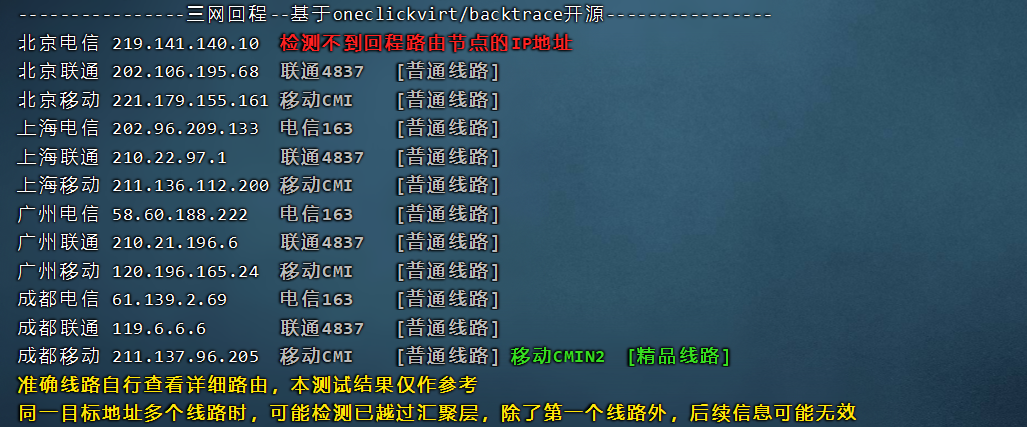 ----------------三网回程--基于oneclickvirt/backtrace开源----------------
北京电信 219.141.140.10 检测不到回程路由节点的IP地址
北京联通 202.106.195.68 联通4837 [普通线路]
北京移动 221.179.155.161 移动CMI [普通线路]
上海电信 202.96.209.133 电信163 [普通线路]
上海联通 210.22.97.1 联通4837 [普通线路]
上海移动 211.136.112.200 移动CMI [普通线路]
广州电信 58.60.188.222 电信163 [普通线路]
广州联通 210.21.196.6 联通4837 [普通线路]
广州移动 120.196.165.24 移动CMI [普通线路]
成都电信 61.139.2.69 电信163 [普通线路]
成都联通 119.6.6.6 联通4837 [普通线路]
成都移动 211.137.96.205 移动CMI [普通线路] 移动CMIN2 [精品线路]
准确线路自行查看详细路由，本测试结果仅作参考
同一目标地址多个线路时，可能检测已越过汇聚层，除了第一个线路外，后续信息可能无效